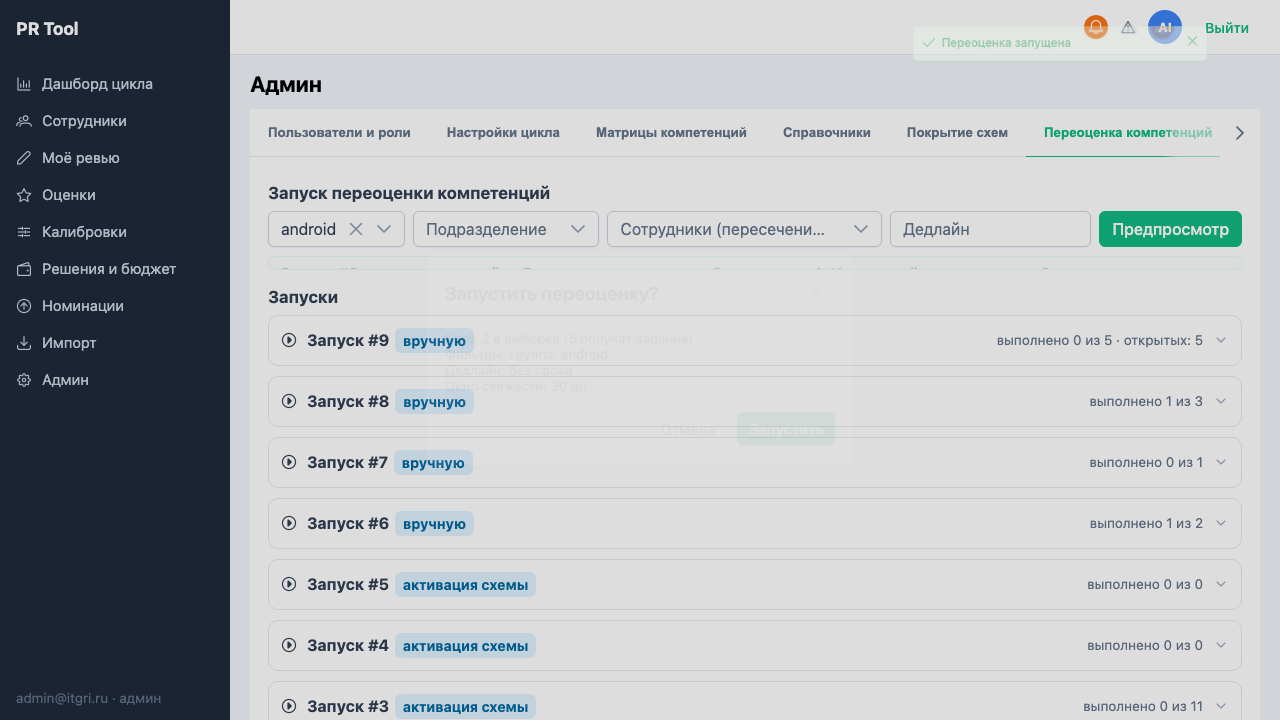 PR Tool
AI
Выйти
Переоценка запущена
Дашборд цикла
Сотрудники
Моё ревью
Оценки
Калибровки
Решения и бюджет
Номинации
Импорт
Админ
admin@itgri.ru · админ
Админ
Пользователи и роли
Настройки цикла
Матрицы компетенций
Справочники
Покрытие схем
Переоценка компетенций
Запуск переоценки компетенций
android
Подразделение
Сотрудники (пересечени...
Дедлайн
Предпросмотр
Запуски
Запустить переоценку?
2 в выборке (5 получат задания)
Фильтры: группа: android
Дедлайн: без срока
Окно свежести: 30 дн.
Отмена
Запустить
Запуск #9 вручную
выполнено 0 из 5 · открытых: 5
Запуск #8 вручную
выполнено 1 из 3
Запуск #7 вручную
выполнено 0 из 1
Запуск #6 вручную
выполнено 1 из 2
Запуск #5 активация схемы
выполнено 0 из 0
Запуск #4 активация схемы
выполнено 0 из 0
Запуск #3 активация схемы
выполнено 0 из 11